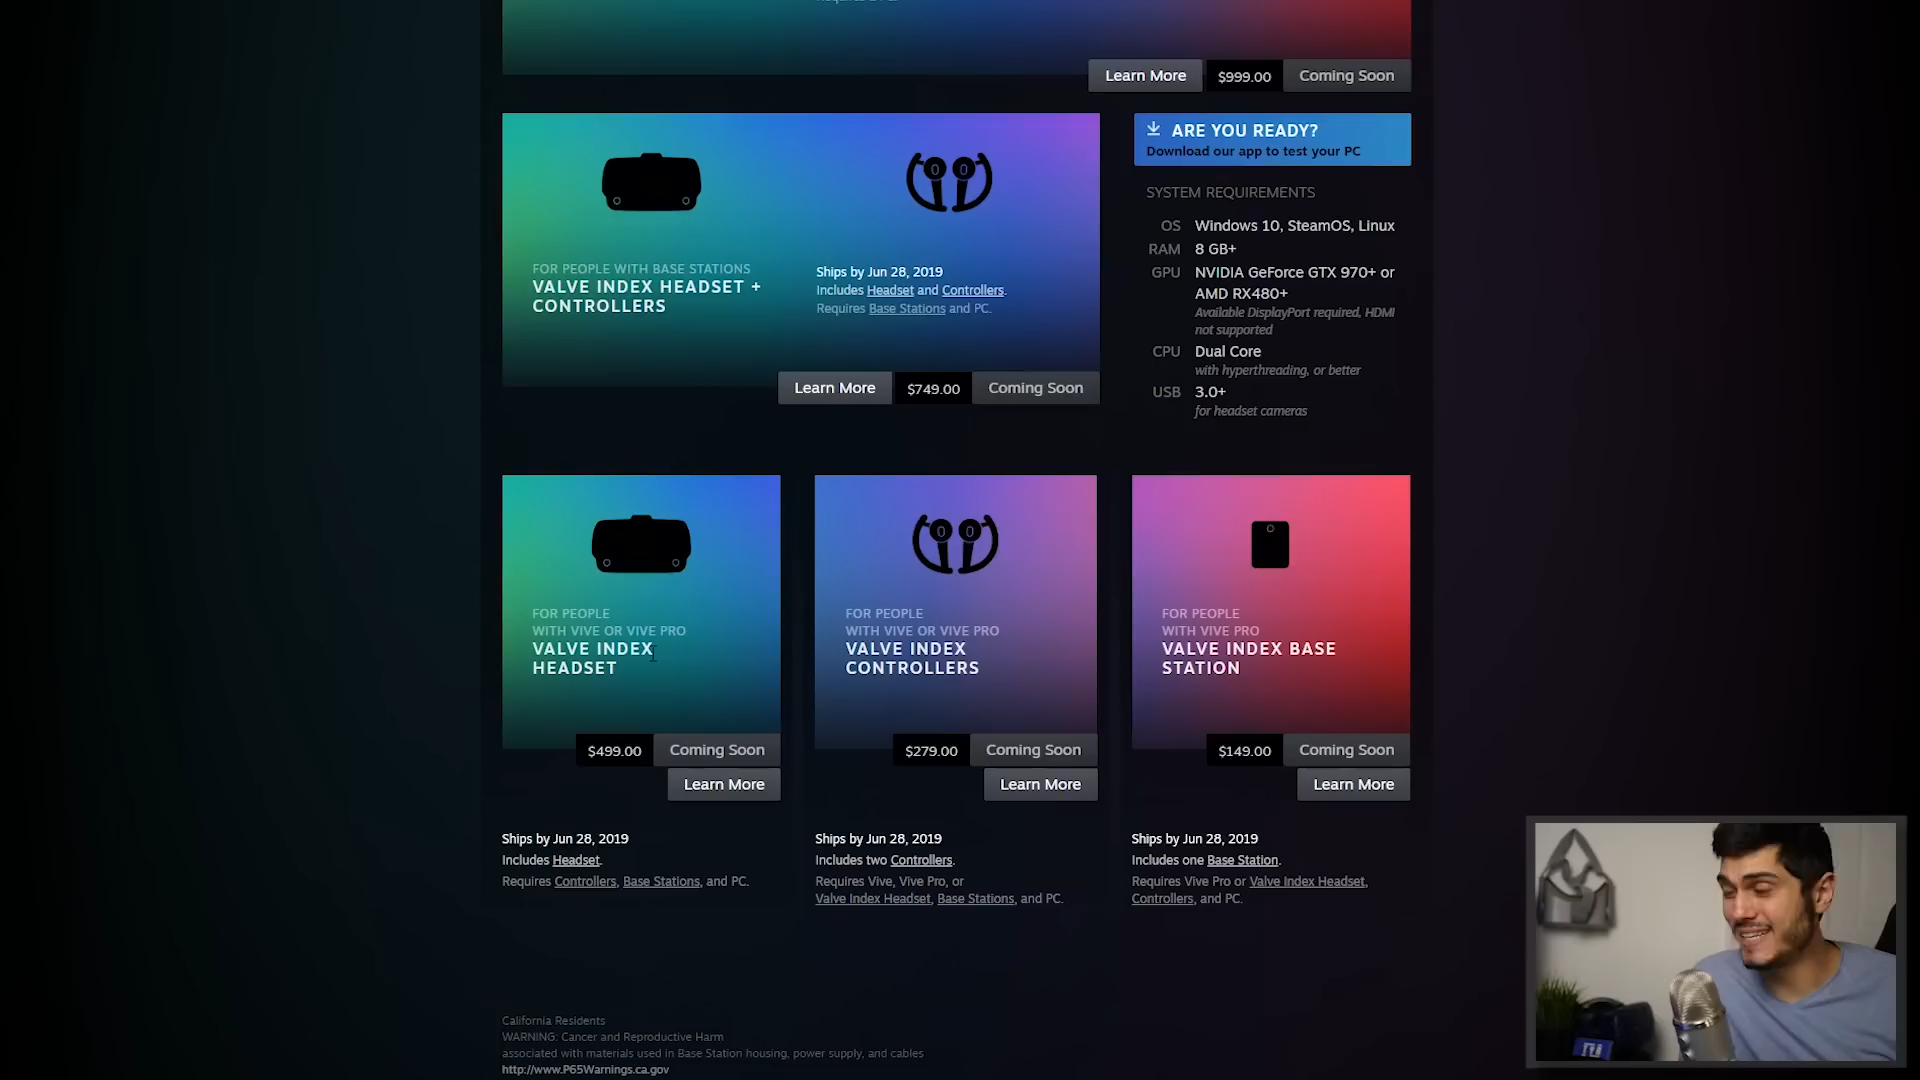 Learn More $999.00 Coming Soon
ARE YOU READY?
Download our app to test your PC
SYSTEM REQUIREMENTS
OS Windows 10, SteamOS, Linux
RAM 8 GB+
GPU NVIDIA GeForce GTX 970+ or
AMD RX480+
Available DisplayPort required, HDMI
not supported
CPU Dual Core
with hyperthreading, or better
USB 3.0+
for headset cameras
FOR PEOPLE WITH BASE STATIONS
VALVE INDEX HEADSET +
CONTROLLERS
Ships by Jun 28, 2019
Includes Headset and Controllers.
Requires Base Stations and PC.
Learn More $749.00 Coming Soon
FOR PEOPLE
WITH VIVE OR VIVE PRO
VALVE INDEX
HEADSET
$499.00 Coming Soon
Learn More
Ships by Jun 28, 2019
Includes Headset.
Requires Controllers, Base Stations, and PC.
FOR PEOPLE
WITH VIVE OR VIVE PRO
VALVE INDEX
CONTROLLERS
$279.00 Coming Soon
Learn More
Ships by Jun 28, 2019
Includes two Controllers.
Requires Vive, Vive Pro, or
Valve Index Headset, Base Stations, and PC.
FOR PEOPLE
WITH VIVE PRO
VALVE INDEX BASE
STATION
$149.00 Coming Soon
Learn More
Ships by Jun 28, 2019
Includes one Base Station.
Requires Vive Pro or Valve Index Headset,
Controllers, and PC.
California Residents
WARNING: Cancer and Reproductive Harm
associated with materials used in Base Station housing, power supply, and cables
http://www.P65Warnings.ca.gov